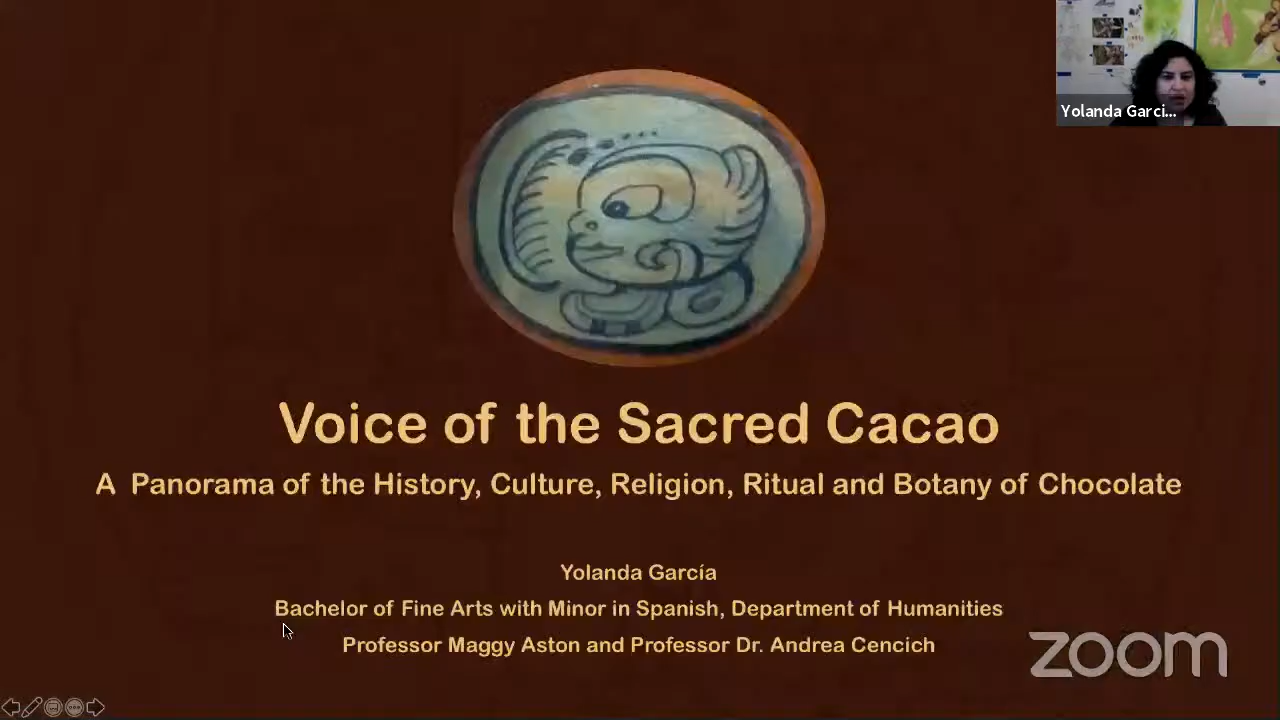 Yolanda Garci...
Voice of the Sacred Cacao
A Panorama of the History, Culture, Religion, Ritual and Botany of Chocolate
Yolanda García
Bachelor of Fine Arts with Minor in Spanish, Department of Humanities
Professor Maggy Aston and Professor Dr. Andrea Cencich
zoom